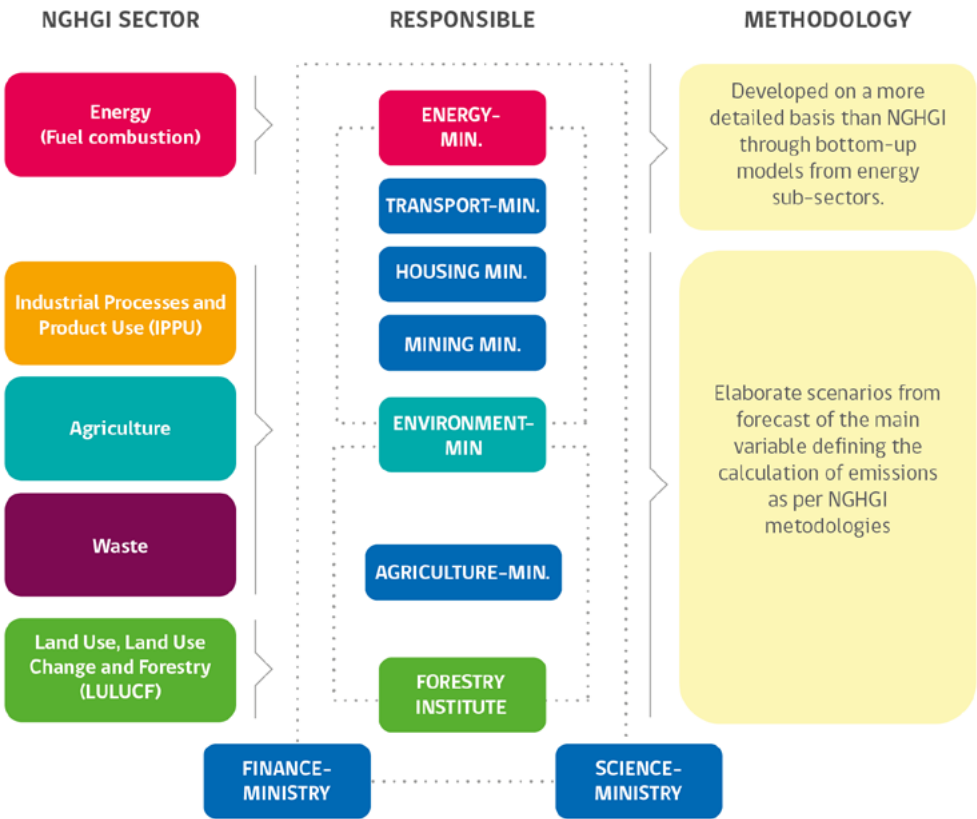 NGHGI SECTOR
RESPONSIBLE
METHODOLOGY
Energy
(Fuel combustion)
Industrial Processes and
Product Use (IPPU)
Agriculture
Waste
Land Use, Land Use
Change and Forestry
(LULUCF)
ENERGY–
MIN.
TRANSPORT–MIN.
HOUSING MIN.
MINING MIN.
ENVIRONMENT–
MIN
AGRICULTURE–MIN.
FORESTRY
INSTITUTE
FINANCE–
MINISTRY
SCIENCE–
MINISTRY
Developed on a more
detailed basis than NGHGI
through bottom-up
models from energy
sub-sectors.
Elaborate scenarios from
forecast of the main
variable defining the
calculation of emissions
as per NGHGI
metodologies